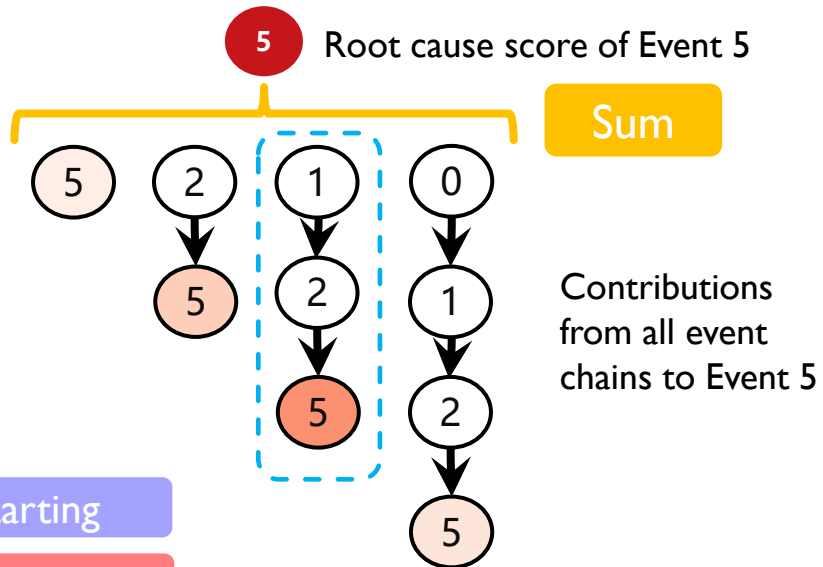 5 Root cause score of Event 5
Sum
5 2 1 0
5 2 1
5 2
5
Contributions
from all event
chains to Event 5
arting